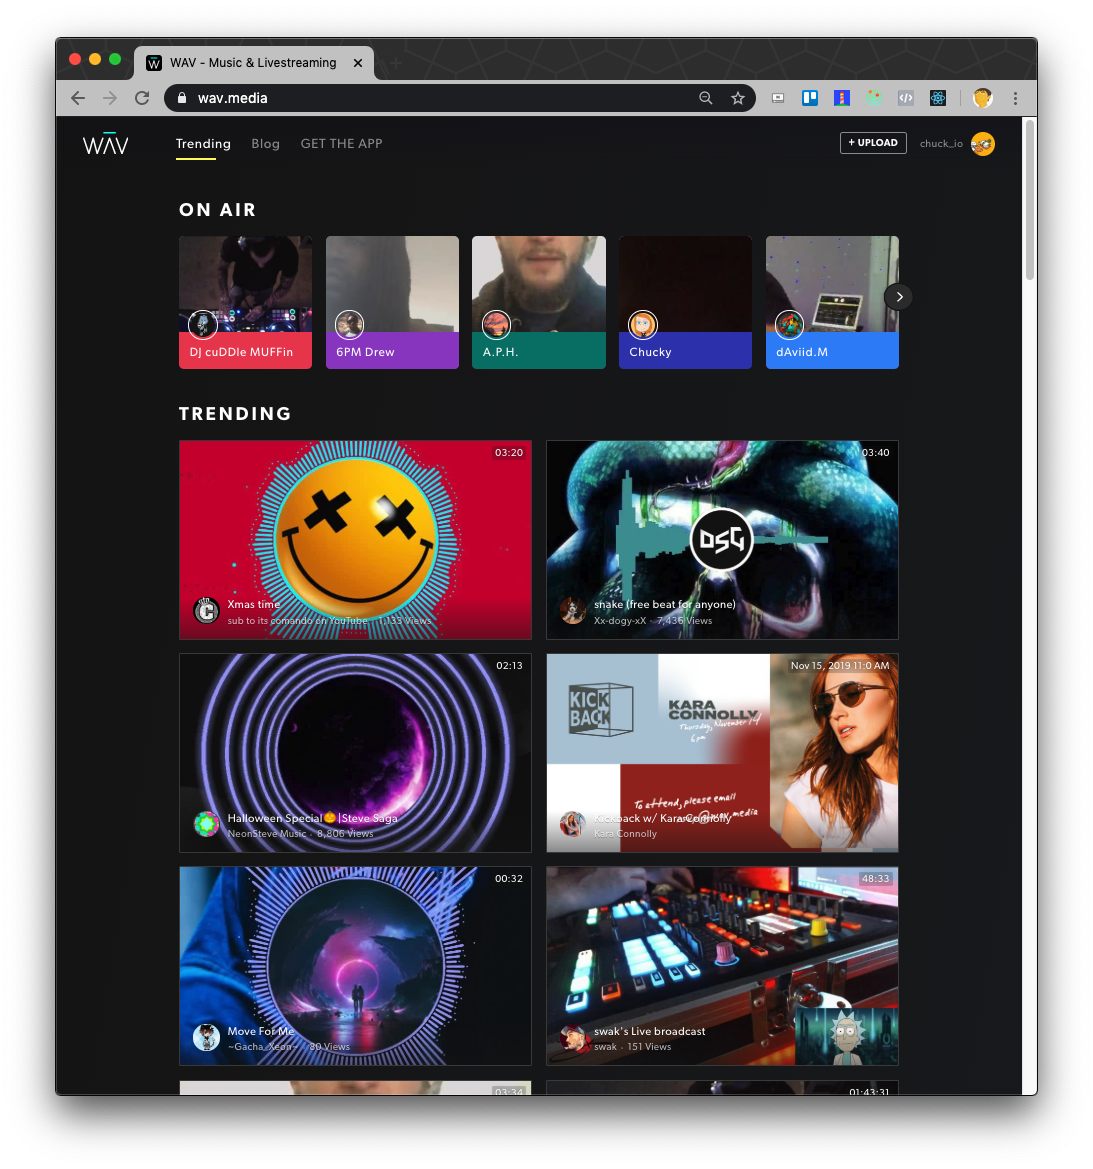 WAV - Music & Livestreaming
wav.media
WAV
Trending
Blog
GET THE APP
+ UPLOAD
chuck_io
ON AIR
DJ cuDDle MUFFin
6PM Drew
A.P.H.
Chucky
dAviid.M
TRENDING
03:20
Xmas time
sub to its comando on YouTube · 1,133 Views
03:40
DSG
snake (free beat for anyone)
Xx-dogy-xX · 7,436 Views
02:13
Halloween Special🎃|Steve Saga
NeonSteve Music · 8,806 Views
Nov 15, 2019 11:0 AM
KICK
BACK
KARA
CONNOLLY
Thursday, November 14
6pm
To attend, please email
@wav.media
Kickback w/ Kara Connolly
Kara Connolly
00:32
Move For Me
~Gacha_Xeon~ · 30 Views
48:33
swak's Live broadcast
swak · 151 Views
03:34
01:43:31